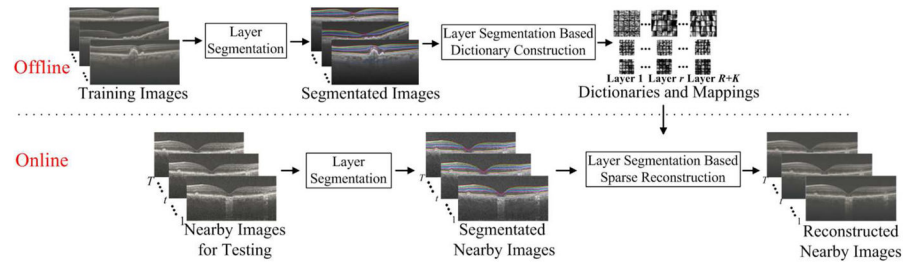 Offline
Training Images
Layer
Segmentation
Segmentated Images
Layer Segmentation Based
Dictionary Construction
Layer 1 Layer r Layer R+K
Dictionaries and Mappings
Online
T
t
1
Nearby Images
for Testing
Layer
Segmentation
T
t
1
Segmentated
Nearby Images
Layer Segmentation Based
Sparse Reconstruction
T
t
1
Reconstructed
Nearby Images